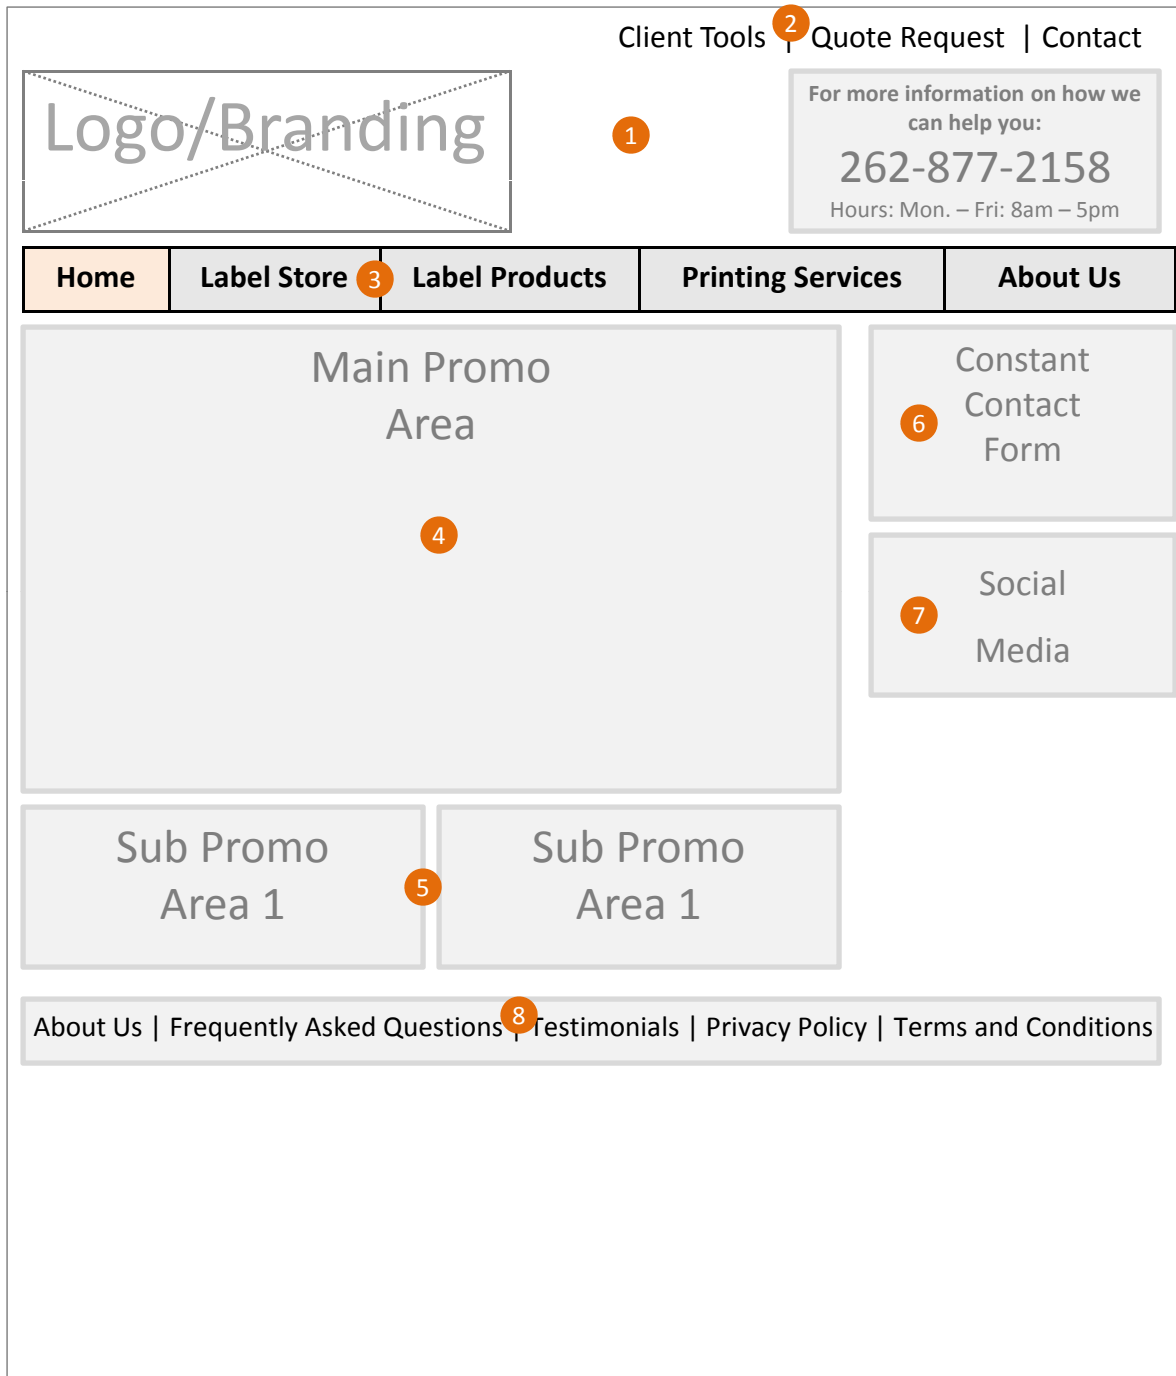 Client Tools | Quote Request | Contact
2
Logo/Branding
1
For more information on how we
can help you:
262-877-2158
Hours: Mon. – Fri: 8am – 5pm
Home Label Store 3 Label Products Printing Services About Us
Main Promo
Area
4
Constant
Contact
Form
6
Social
Media
7
Sub Promo
Area 1
5
Sub Promo
Area 1
8
About Us | Frequently Asked Questions | Testimonials | Privacy Policy | Terms and Conditions